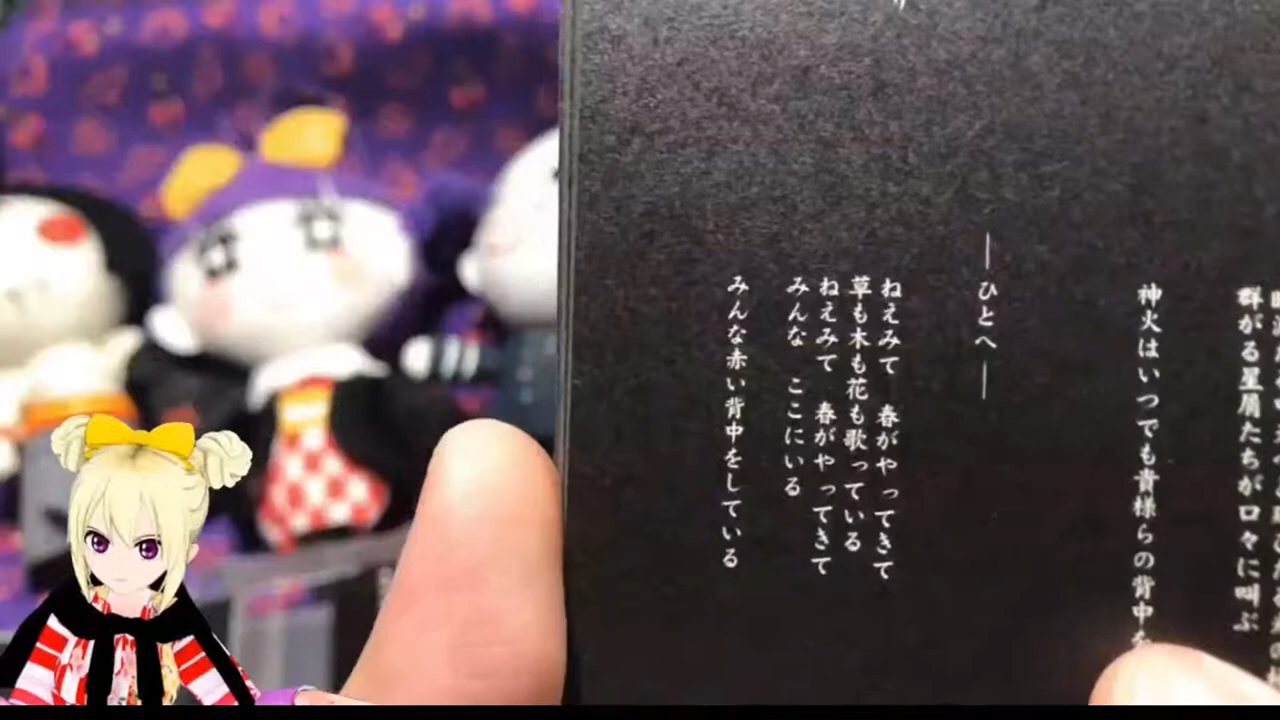 群がる星屑たちが口々に叫ぶ
神火はいつでも貴様らの背中を
―ひとへ―
ねえみて 春がやってきて
草も木も花も歌っている
ねえみて 春がやってきて
みんな ここにいる
みんな赤い背中をしている